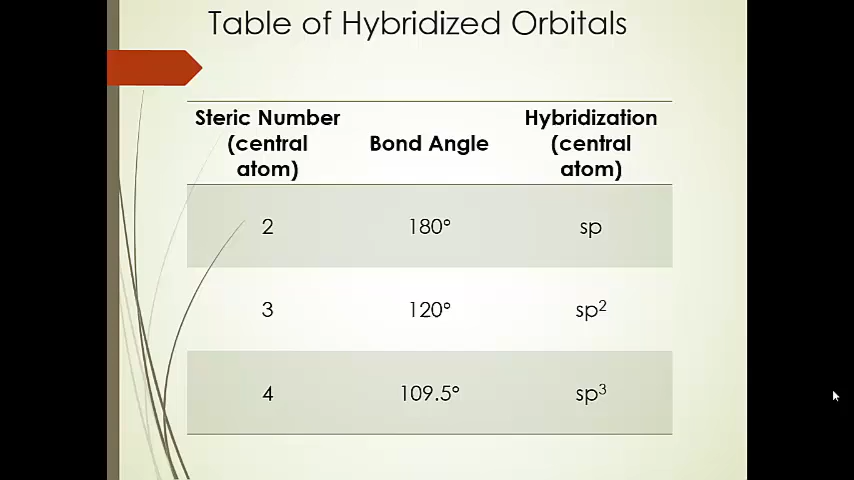 Table of Hybridized Orbitals
Steric Number (central atom) Bond Angle Hybridization (central atom)
2 180° sp
3 120° sp²
4 109.5° sp³